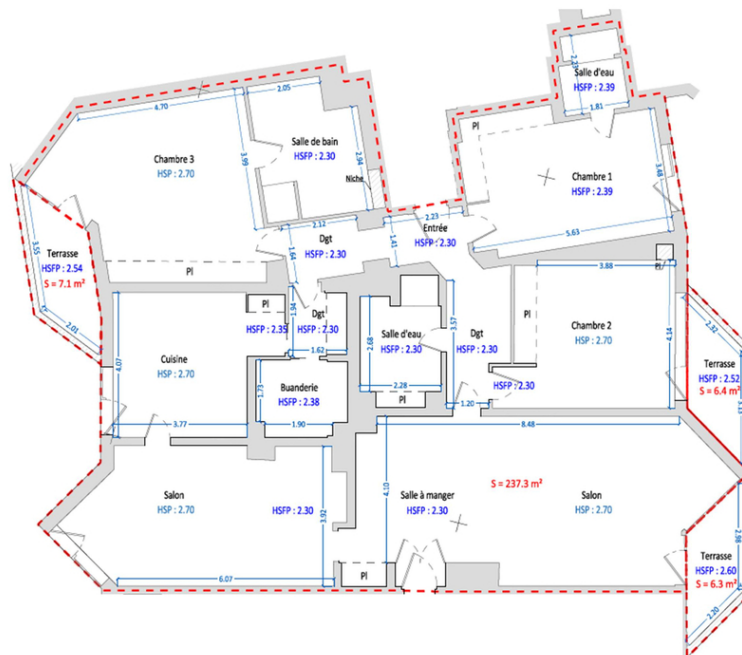 2.27
Salle d'eau
HSFP : 2.39
1.81
4.70
2.05
Pl
Chambre 3
HSP : 2.70
3.99
Salle de bain
HSFP : 2.30
2.94
Niche
Chambre 1
HSFP : 2.39
3.48
5.63
2.12
2.23
Entrée
HSFP : 2.30
1.41
Dgt
HSFP : 2.30
1.64
3.55
Terrasse
HSFP : 2.54
S = 7.1 m²
2.01
Pl
Pl
3.88
1.94
Pl
HSFP : 2.35
Dgt
HSFP : 2.30
1.62
Salle d'eau
HSFP : 2.30
2.68
2.28
Pl
3.57
Dgt
HSFP : 2.30
1.20
Pl
Chambre 2
HSP : 2.70
4.14
HSFP : 2.30
2.32
Terrasse
HSFP : 2.52
S = 6.4 m²
Cuisine
HSP : 2.70
4.07
3.77
1.73
Buanderie
HSFP : 2.38
1.90
8.48
Salon
HSP : 2.70
HSFP : 2.30
3.92
6.07
4.10
Salle à manger
HSFP : 2.30
S = 237.3 m²
Salon
HSP : 2.70
Pl
2.98
Terrasse
HSFP : 2.60
S = 6.3 m²
2.20